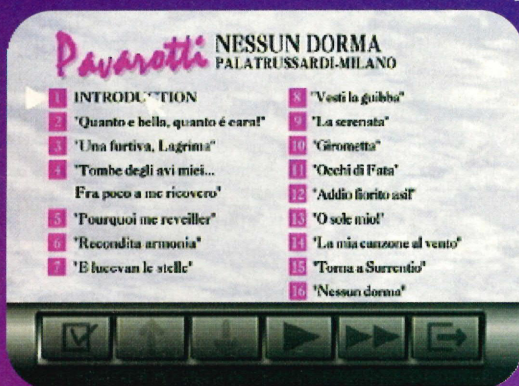 Pavarotti NESSUN DORMA
PALATRUSSARDI-MILANO
1 INTRODUCTION
2 "Quanto e bella, quanto é cara!"
3 "Una furtiva, Lagrima"
4 "Tombe degli avi miei...
Fra poco a me ricovero"
5 "Pourquoi me reveiller"
6 "Recondita armonia"
7 "E lucevan le stelle"
8 "Vesti la guibba"
9 "La serenata"
10 "Girometta"
11 "Occhi di Fata"
12 "Addio fiorito asil"
13 "O sole mio!"
14 "La mia canzone al vento"
15 "Torna a Surrentio"
16 "Nessun dorma"